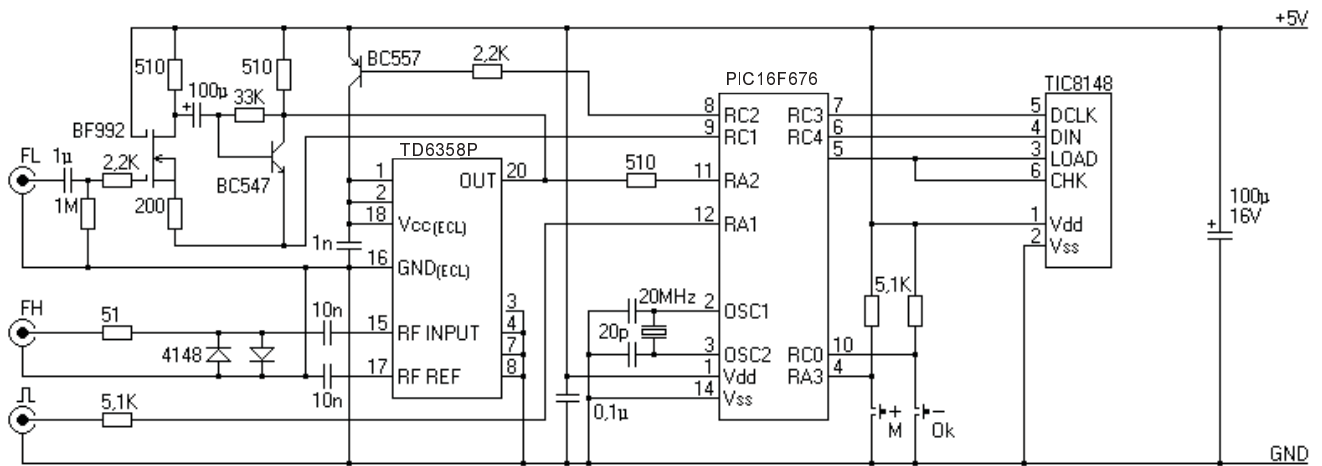 +5V
510
510
BC557
2,2K
PIC16F676
TIC8148
100µ
33K
BF992
FL
1µ
2,2K
1M
200
BC547
TD6358P
1
2
18
16
15
17
OUT
Vcc(ECL)
GND(ECL)
RF INPUT
RF REF
20
3
4
7
8
1n
510
8
9
11
12
2
3
1
14
RC2
RC1
RA2
RA1
OSC1
OSC2
Vdd
Vss
RC3
RC4
RC0
RA3
7
6
5
10
4
5
4
3
6
1
2
DCLK
DIN
LOAD
CHK
Vdd
Vss
100µ
16V
5,1K
20MHz
20p
0,1µ
FH
51
4148
10n
10n
5,1K
+
M
−
Ok
GND